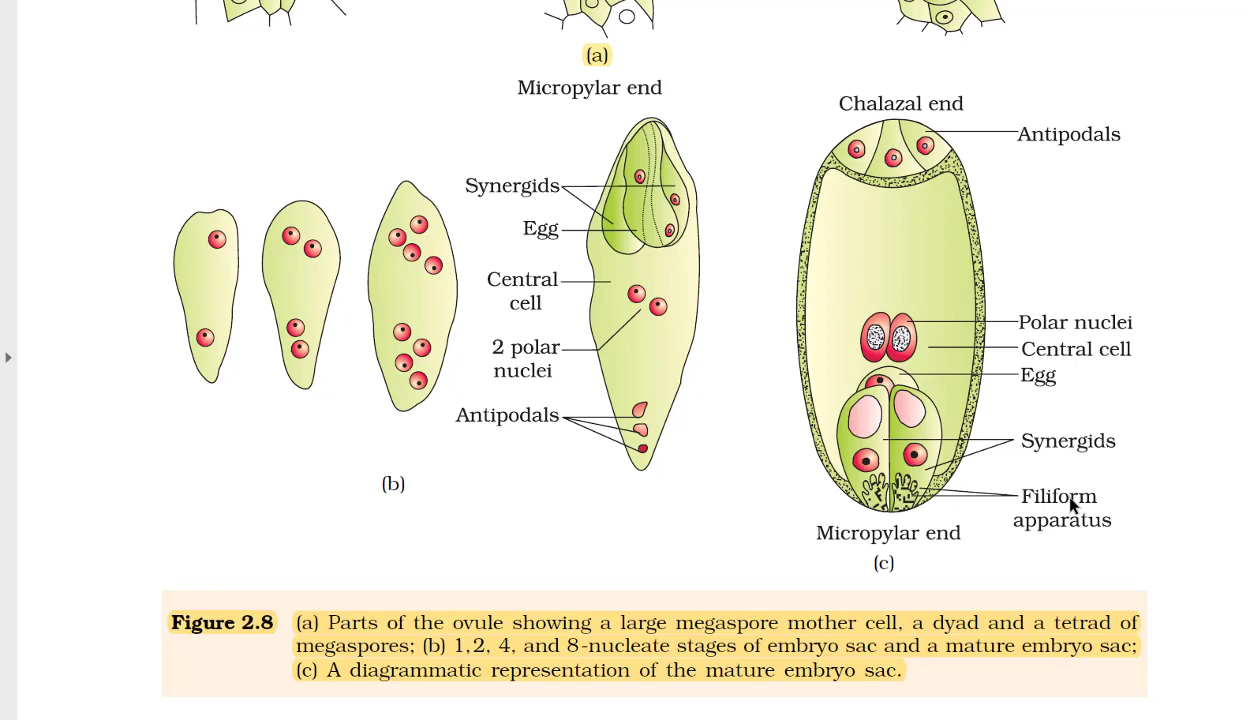 (a)
Micropylar end
Chalazal end
Antipodals
Synergids
Egg
Central
cell
2 polar
nuclei
Antipodals
Polar nuclei
Central cell
Egg
Synergids
Filiform
apparatus
(b)
Micropylar end
(c)
Figure 2.8 (a) Parts of the ovule showing a large megaspore mother cell, a dyad and a tetrad of
megaspores; (b) 1,2, 4, and 8-nucleate stages of embryo sac and a mature embryo sac;
(c) A diagrammatic representation of the mature embryo sac.